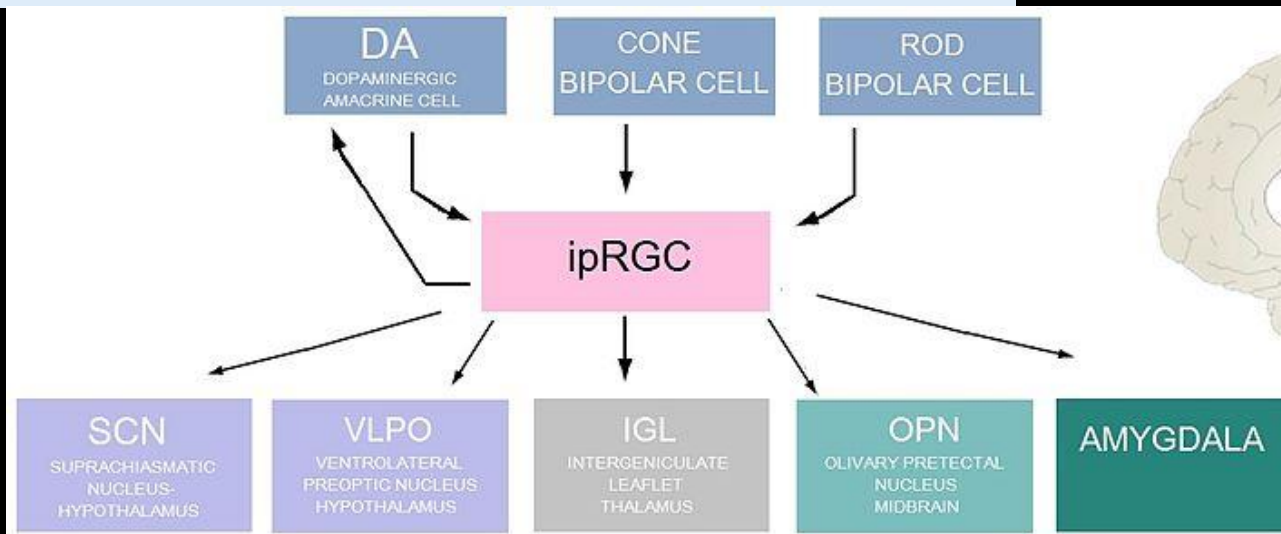 DA
DOPAMINERGIC
AMACRINE CELL
CONE
BIPOLAR CELL
ROD
BIPOLAR CELL
ipRGC
SCN
SUPRACHIASMATIC
NUCLEUS-
HYPOTHALAMUS
VLPO
VENTROLATERAL
PREOPTIC NUCLEUS
HYPOTHALAMUS
IGL
INTERGENICULATE
LEAFLET
THALAMUS
OPN
OLIVARY PRETECTAL
NUCLEUS
MIDBRAIN
AMYGDALA